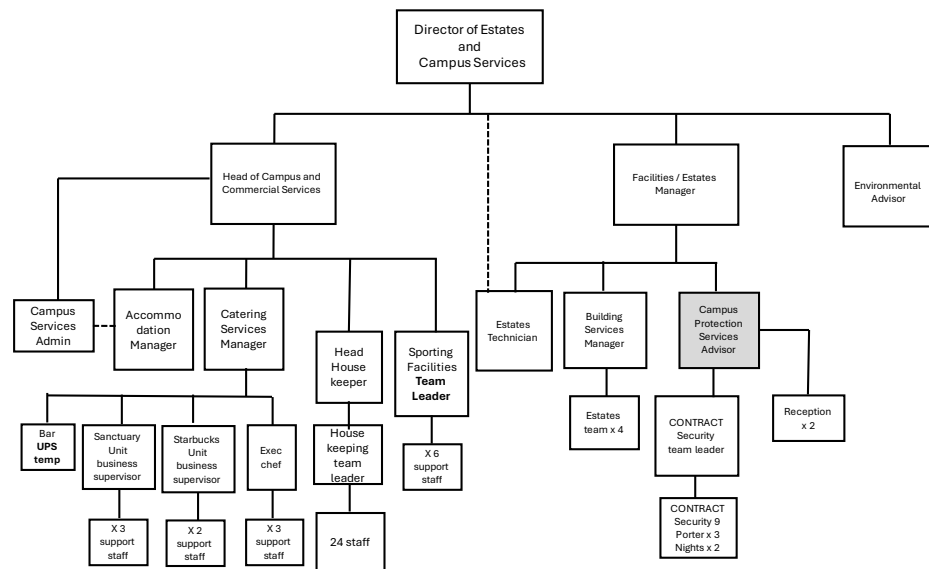 Director of Estates
and
Campus Services
Head of Campus and
Commercial Services
Facilities / Estates
Manager
Environmental
Advisor
Campus
Services
Admin
Accommo
dation
Manager
Catering
Services
Manager
Head
House
keeper
Sporting
Facilities
Team
Leader
Estates
Technician
Building
Services
Manager
Campus
Protection
Services
Advisor
Bar
UPS
temp
Sanctuary
Unit
business
supervisor
Starbucks
Unit
business
supervisor
Exec
chef
House
keeping
team
leader
X 6
support
staff
Estates
team x 4
CONTRACT
Security
team leader
Reception
x 2
X 3
support
staff
X 2
support
staff
X 3
support
staff
24 staff
CONTRACT
Security 9
Porter x 3
Nights x 2